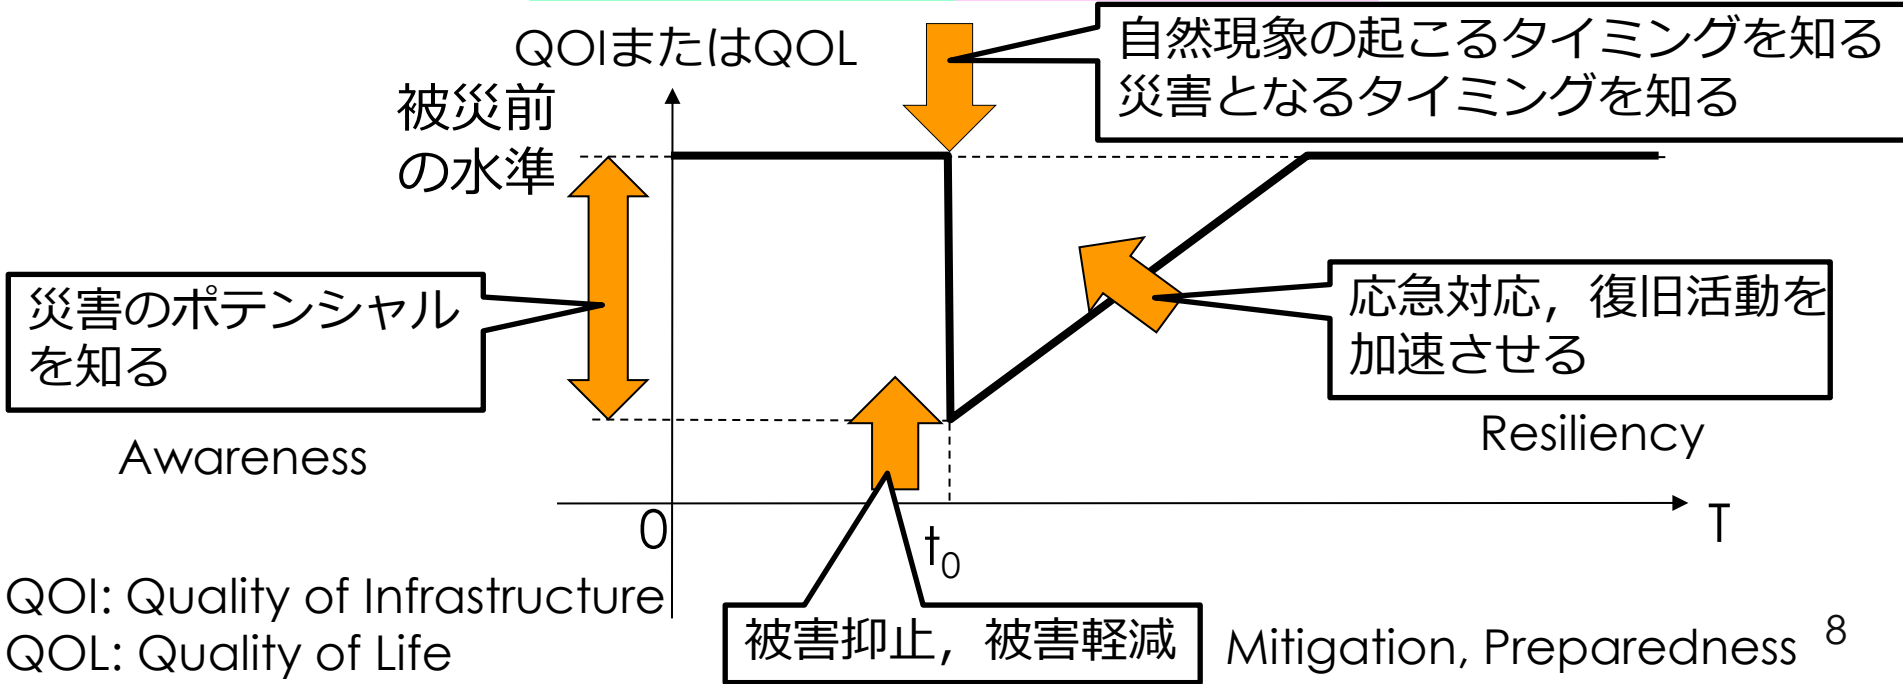 QOIまたはQOL
自然現象の起こるタイミングを知る
災害となるタイミングを知る
被災前
の水準
災害のポテンシャル
を知る
応急対応，復旧活動を
加速させる
Awareness
Resiliency
0
t0
T
QOI: Quality of Infrastructure
QOL: Quality of Life
被害抑止，被害軽減
Mitigation, Preparedness
8